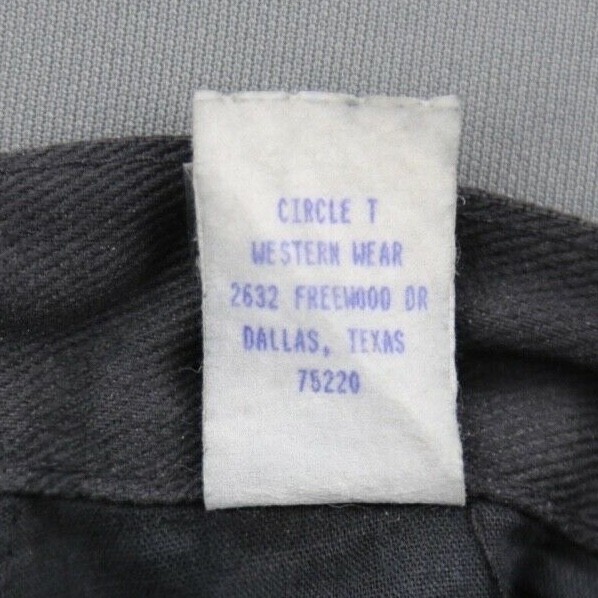 CIRCLE T
WESTERN WEAR
2632 FREEWOOD DR
DALLAS, TEXAS
75220